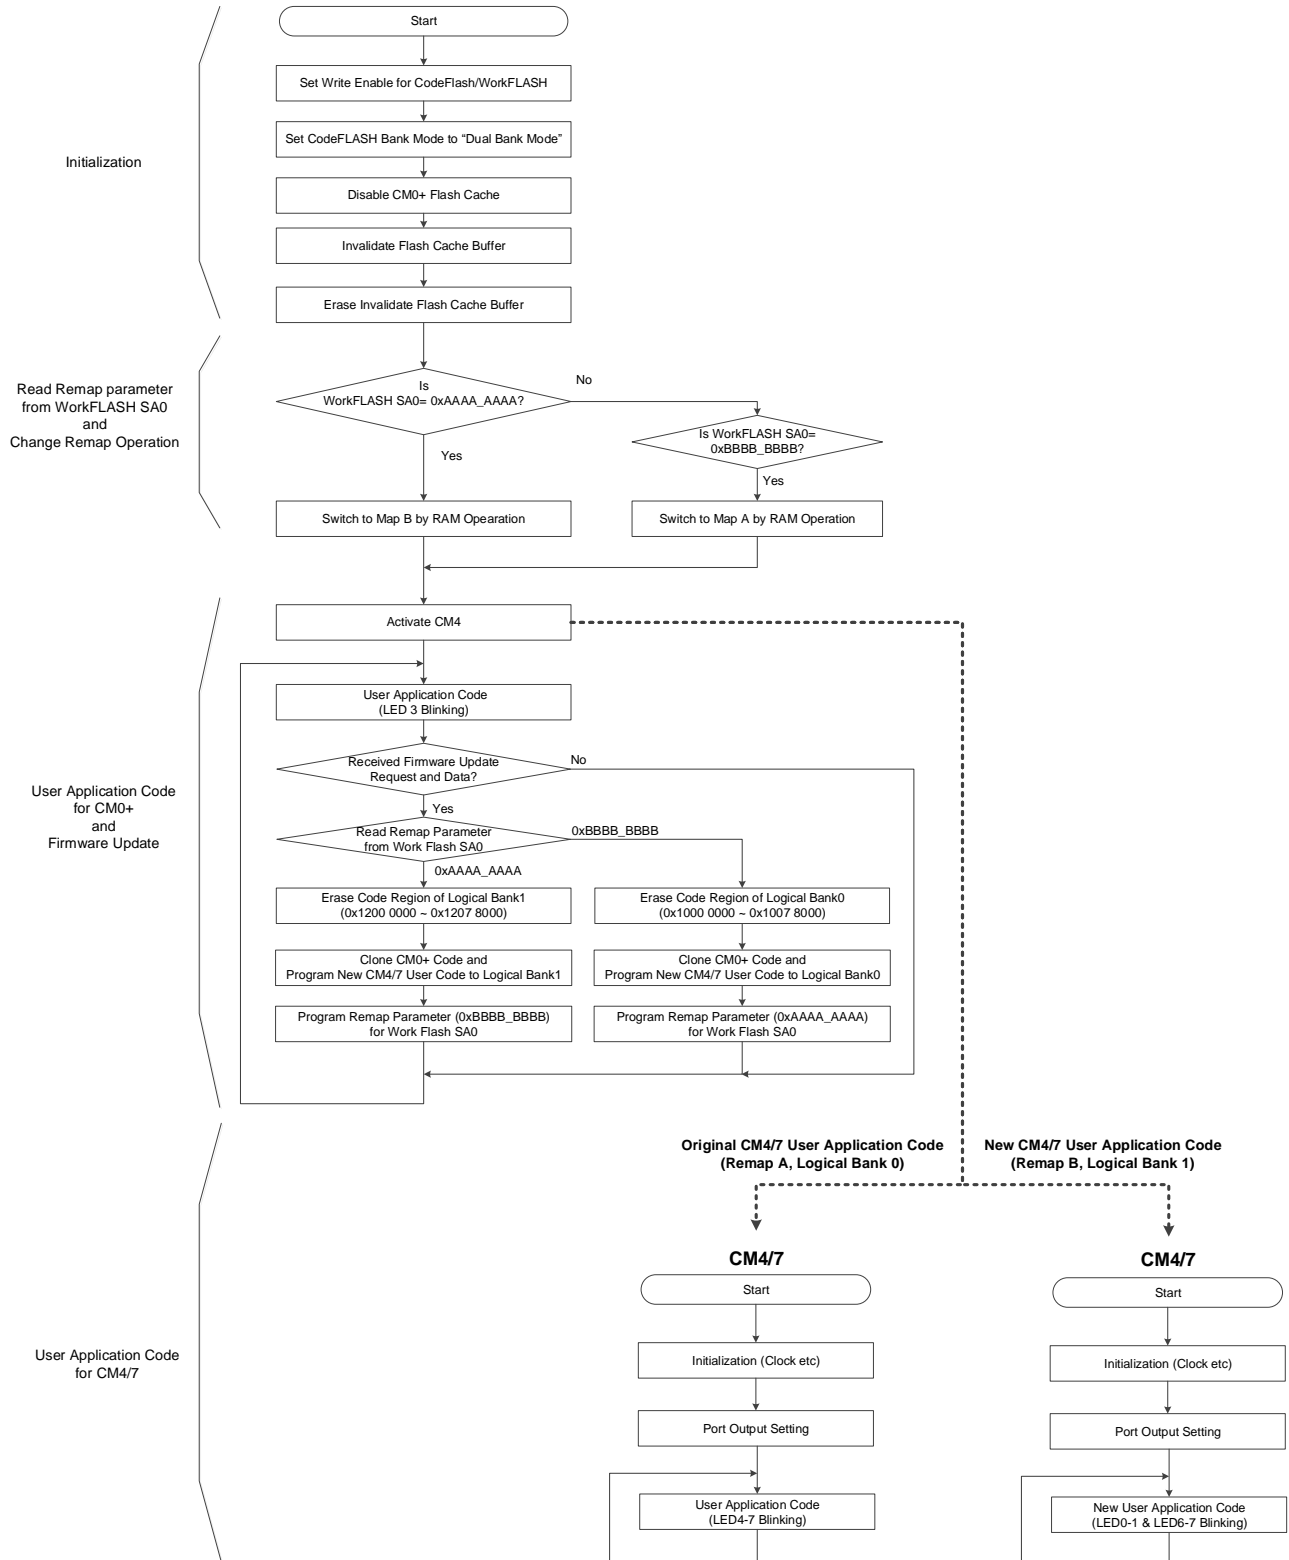 Start
Set Write Enable for CodeFlash/WorkFLASH
Set CodeFLASH Bank Mode to “Dual Bank Mode”
Initialization
Disable CM0+ Flash Cache
Invalidate Flash Cache Buffer
Erase Invalidate Flash Cache Buffer
Read Remap parameter
from WorkFLASH SA0
and
Change Remap Operation
Is
WorkFLASH SA0= 0xAAAA_AAAA?
No
Is WorkFLASH SA0=
0xBBBB_BBBB?
Yes
Yes
Switch to Map B by RAM Opearation
Switch to Map A by RAM Operation
Activate CM4
User Application Code
(LED 3 Blinking)
Received Firmware Update
Request and Data?
No
Yes
User Application Code
for CM0+
and
Firmware Update
Read Remap Parameter
from Work Flash SA0
0xBBBB_BBBB
0xAAAA_AAAA
Erase Code Region of Logical Bank1
(0x1200 0000 ~ 0x1207 8000)
Erase Code Region of Logical Bank0
(0x1000 0000 ~ 0x1007 8000)
Clone CM0+ Code and
Program New CM4/7 User Code to Logical Bank1
Clone CM0+ Code and
Program New CM4/7 User Code to Logical Bank0
Program Remap Parameter (0xBBBB_BBBB)
for Work Flash SA0
Program Remap Parameter (0xAAAA_AAAA)
for Work Flash SA0
Original CM4/7 User Application Code
(Remap A, Logical Bank 0)
New CM4/7 User Application Code
(Remap B, Logical Bank 1)
CM4/7
CM4/7
Start
Start
User Application Code
for CM4/7
Initialization (Clock etc)
Initialization (Clock etc)
Port Output Setting
Port Output Setting
User Application Code
(LED4-7 Blinking)
New User Application Code
(LED0-1 & LED6-7 Blinking)